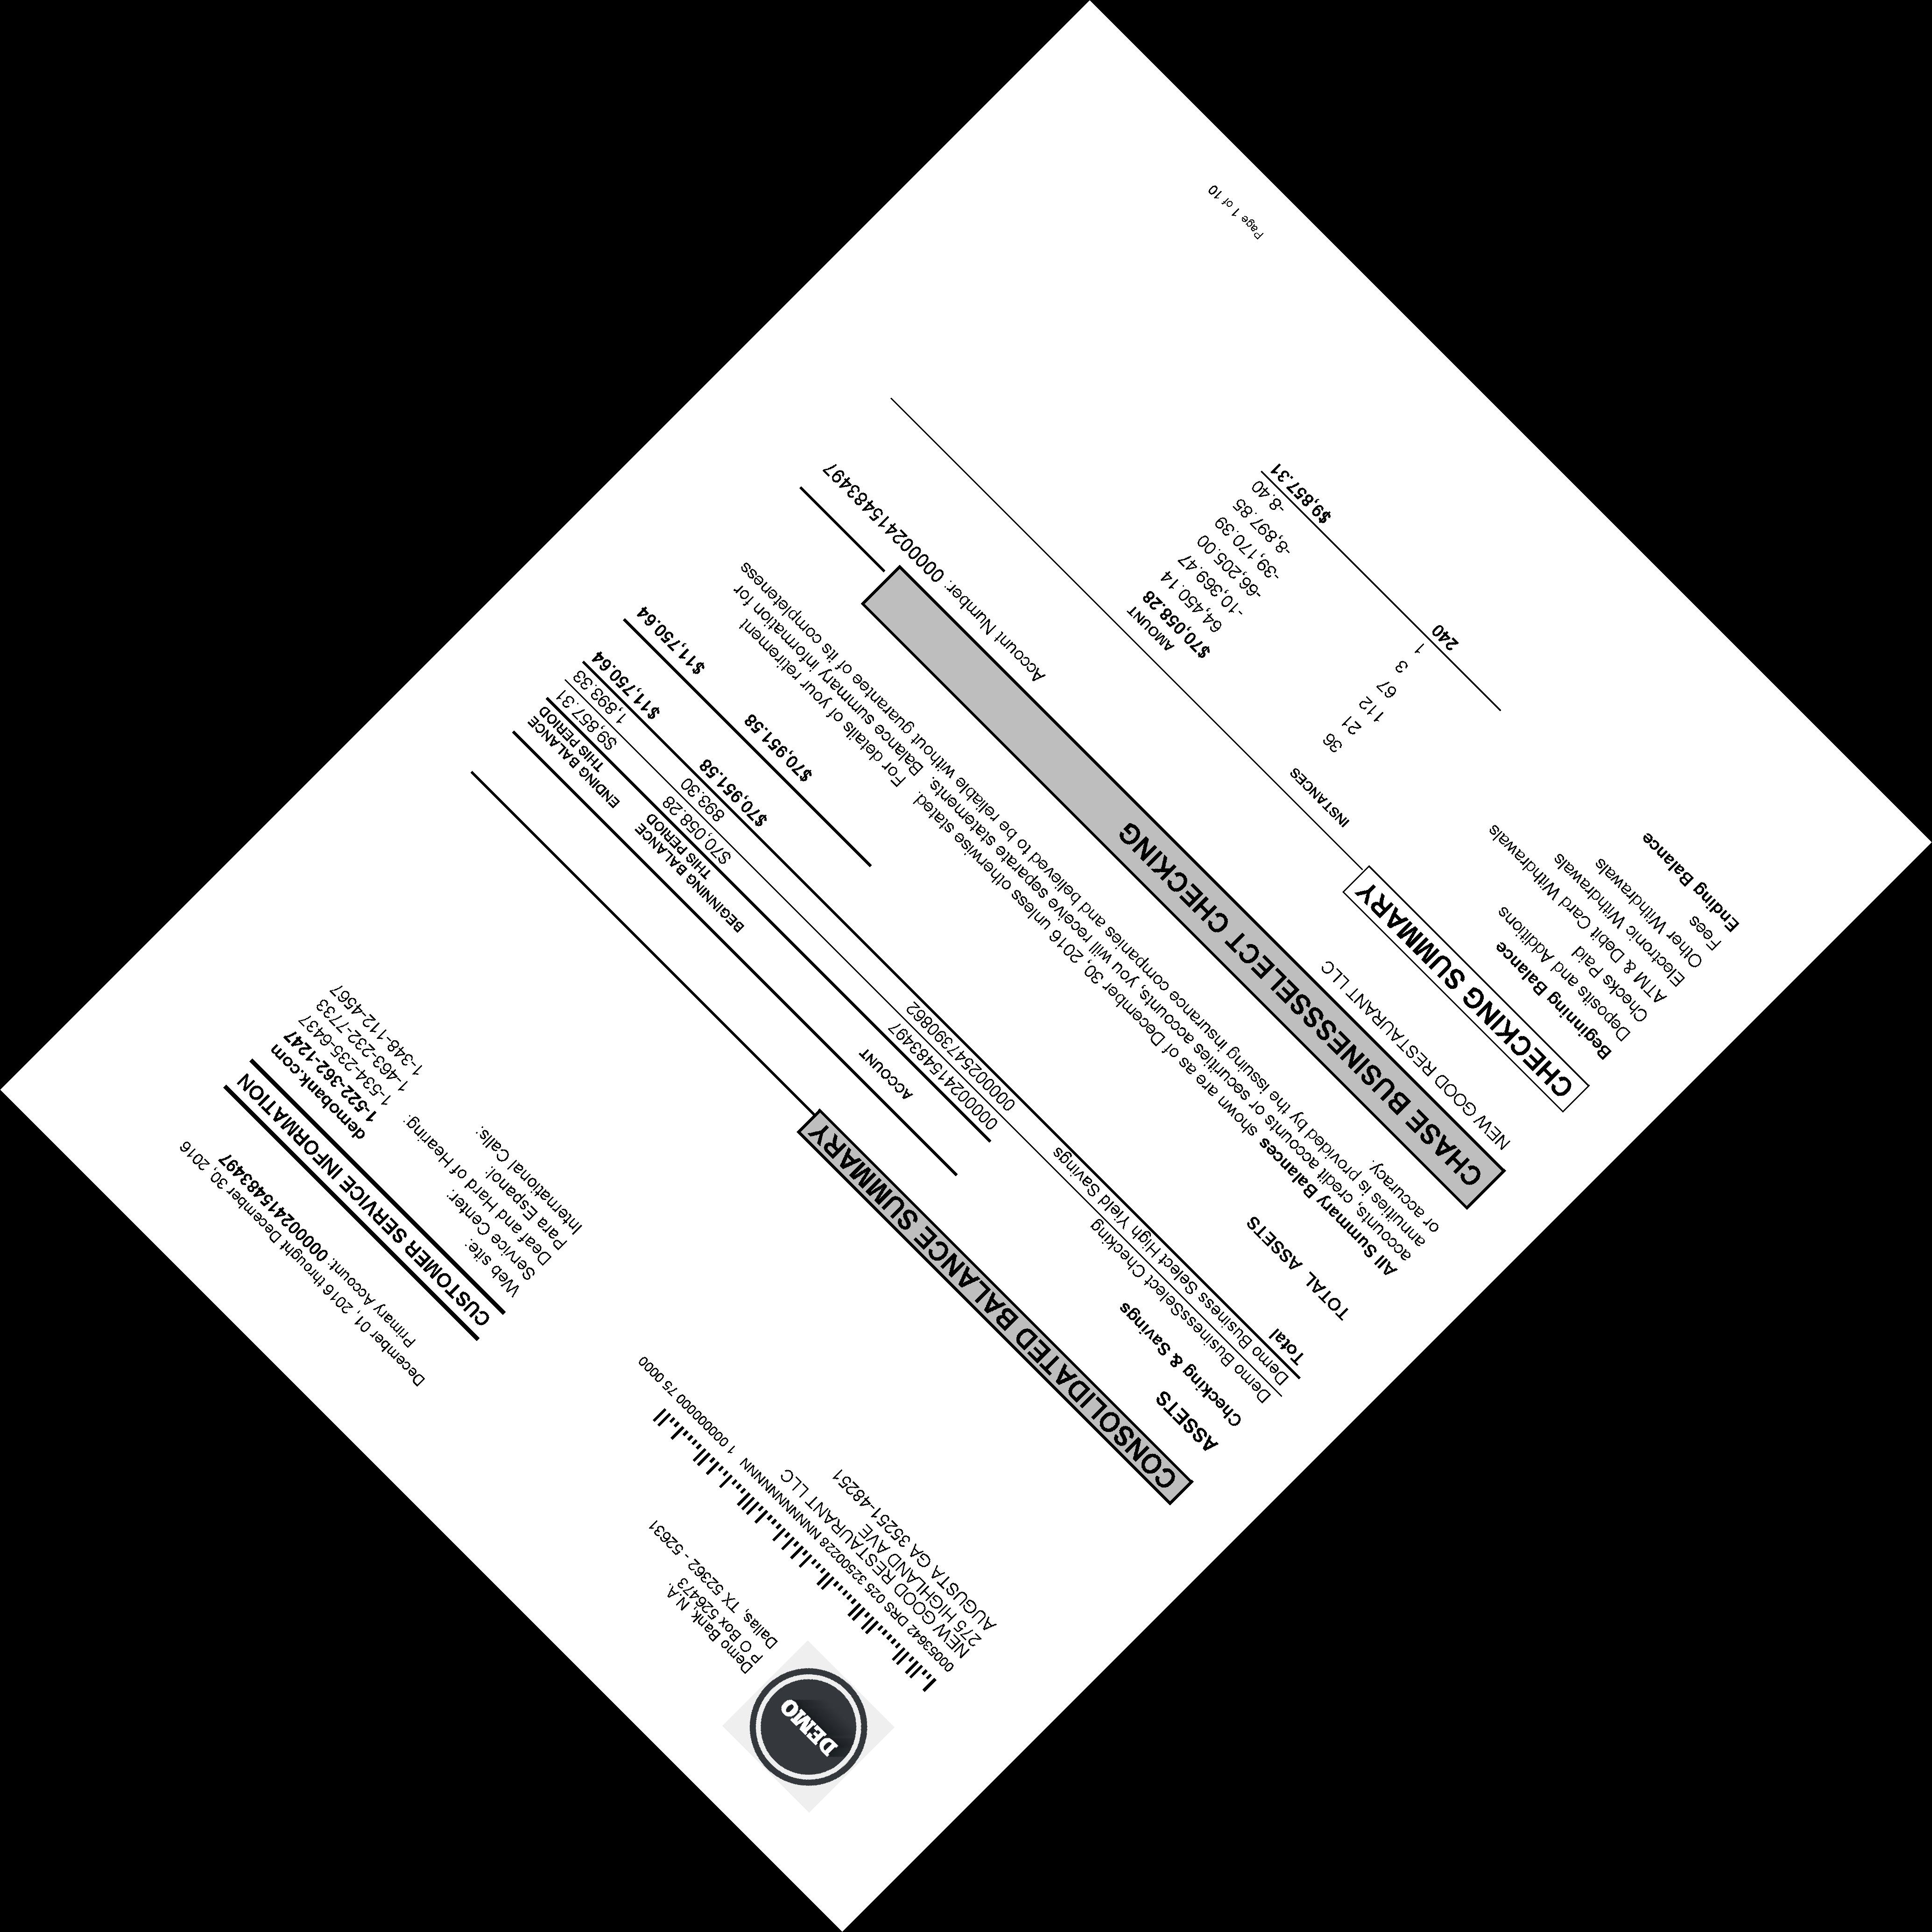 DEMO
Demo Bank, N.A.
P O Box 526473
Dallas, TX 52362 - 52631
December 01, 2016 throught December 30, 2016
Primary Account: 000002415483497
CUSTOMER SERVICE INFORMATION
Web site: demobank.com
Service Center: 1-522-362-1247
Deaf and Hard of Hearing: 1-534-235-6437
Para Espanol: 1-463-232-7733
International Calls: 1-348-112-4567
00053642 DRS 025 32500228 NNNNNNNNNNN 1 000000000 75 0000
NEW GOOD RESTAURANT LLC
275 HIGHLAND AVE
AUGUSTA GA 35251-48251
CONSOLIDATED BALANCE SUMMARY
ASSETS
Checking & Savings ACCOUNT BEGINNING BALANCE THIS PERIOD ENDING BALANCE THIS PERIOD
Demo BusinessSelect Checking 000002415483497 $70,058.28 $9,857.31
Demo Business Select High Yield Savings 000002547390862 893.30 1,893.33
Total $70,951.58 $11,750.64
TOTAL ASSETS $70,951.58 $11,750.64
All Summary Balances shown are as of December 30, 2016 unless otherwise stated. For details of your retirement
accounts, credit accounts or securities accounts, you will receive separate statements. Balance summary information for
annuities is provided by the issuing insurance companies and believed to be reliable without guarantee of its completeness
or accuracy.
CHASE BUSINESSSELECT CHECKING
NEW GOOD RESTAURANT LLC Account Number: 000002415483497
CHECKING SUMMARY
INSTANCES AMOUNT
Beginning Balance $70,058.28
Deposits and Additions 36 64,450.14
Checks Paid 21 -10,369.47
ATM & Debit Card Withdrawals 112 -66,205.00
Electronic Withdrawals 67 -39,170.39
Other Withdrawals 3 -8,897.85
Fees 1 -8.40
Ending Balance 240 $9,857.31
Page 1 of 10